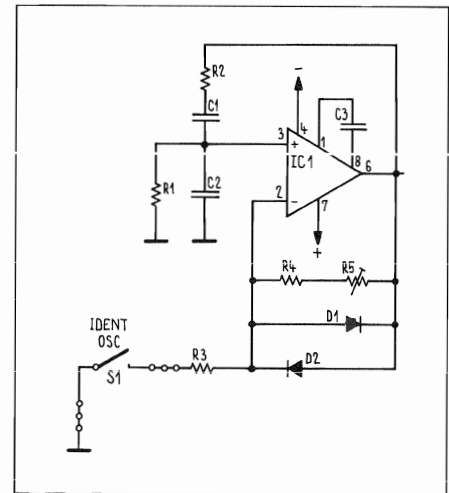 R2
C1
C3
3
4
1
+
IC1
8
6
R1
C2
2
−
7
+
R4
R5
D1
IDENT
OSC
R3
D2
S1